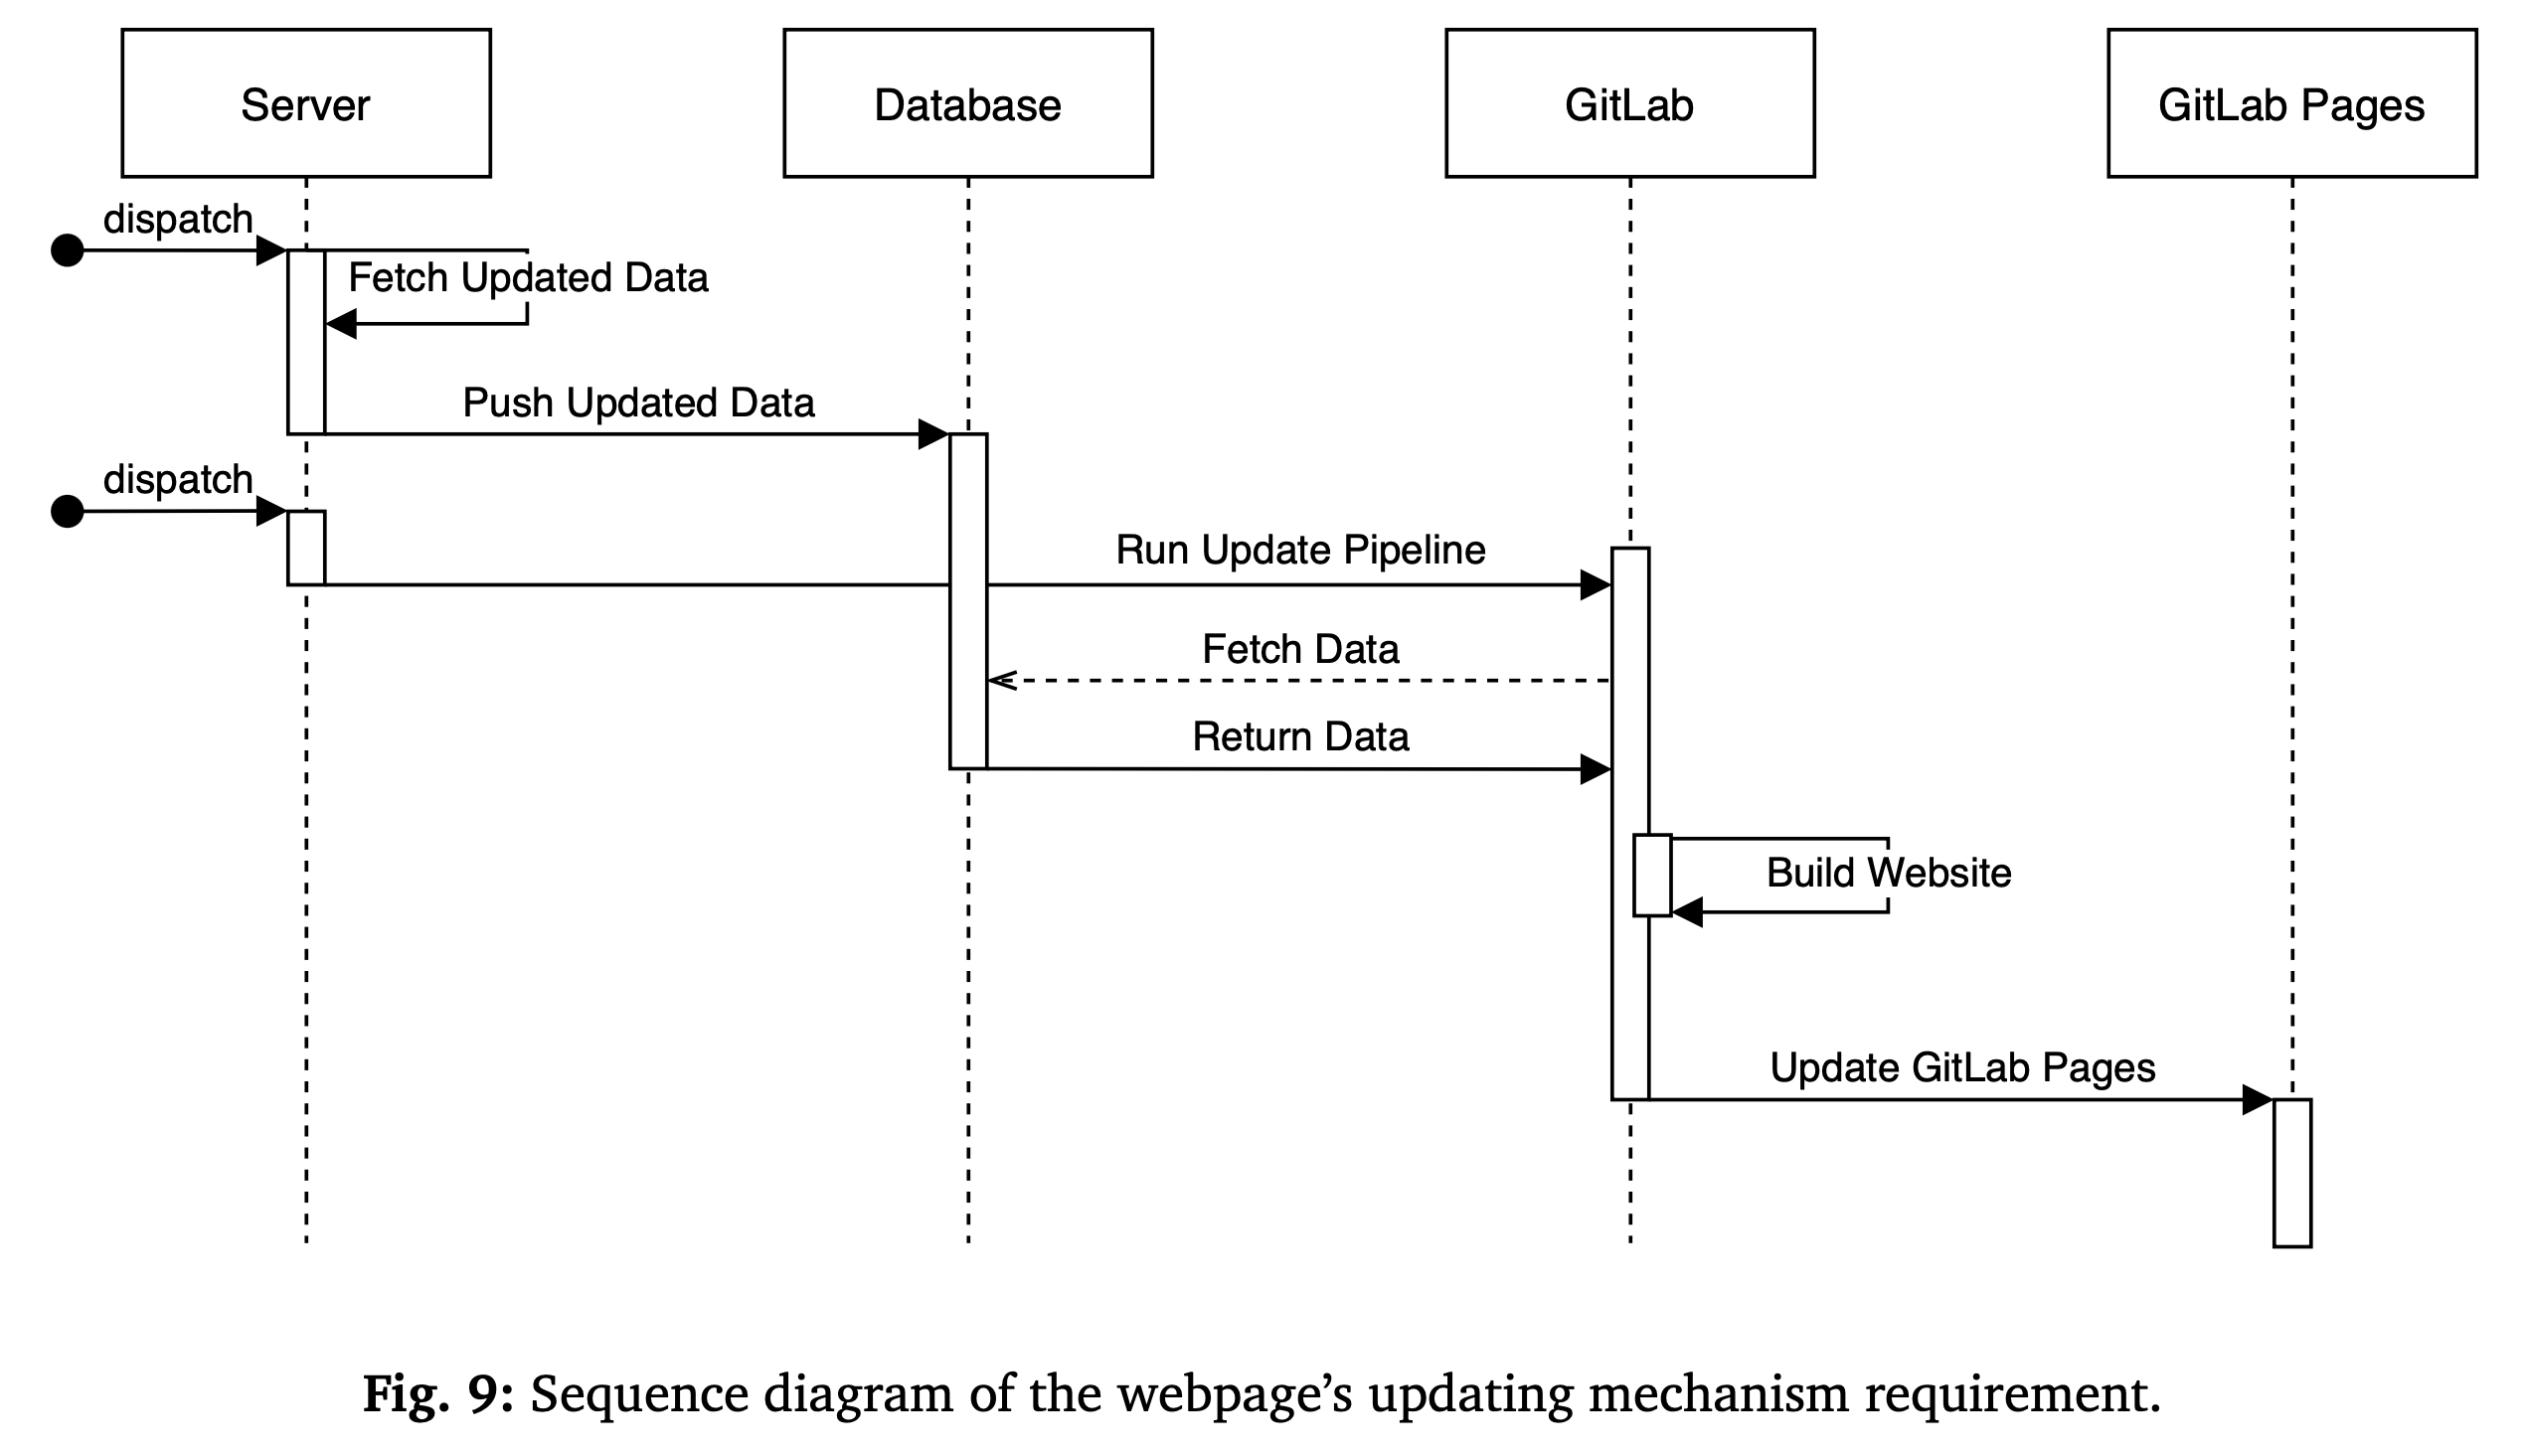 Server
Database
GitLab
GitLab Pages
dispatch
Fetch Updated Data
Push Updated Data
dispatch
Run Update Pipeline
Fetch Data
Return Data
Build Website
Update GitLab Pages
Fig. 9: Sequence diagram of the webpage’s updating mechanism requirement.